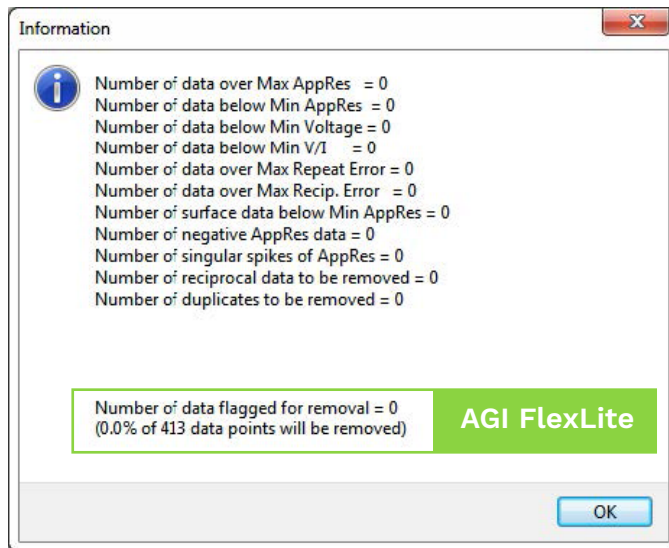 Information
Number of data over Max AppRes = 0
Number of data below Min AppRes = 0
Number of data below Min Voltage = 0
Number of data below Min V/I = 0
Number of data over Max Repeat Error = 0
Number of data over Max Recip. Error = 0
Number of surface data below Min AppRes = 0
Number of negative AppRes data = 0
Number of singular spikes of AppRes = 0
Number of reciprocal data to be removed = 0
Number of duplicates to be removed = 0
Number of data flagged for removal = 0
(0.0% of 413 data points will be removed)
AGI FlexLite
OK